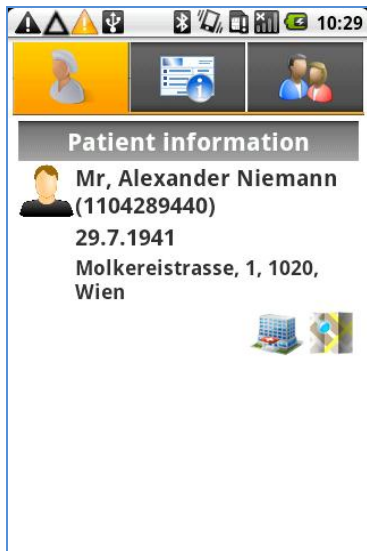 10:29
Patient information
Mr, Alexander Niemann
(1104289440)
29.7.1941
Molkereistrasse, 1, 1020,
Wien